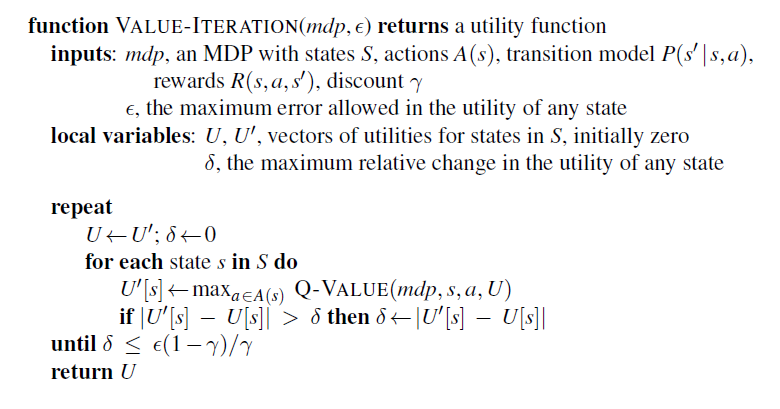 function VALUE-ITERATION(mdp, ϵ) returns a utility function
inputs: mdp, an MDP with states S, actions A(s), transition model P(s′ | s, a),
rewards R(s, a, s′), discount γ
ϵ, the maximum error allowed in the utility of any state
local variables: U, U′, vectors of utilities for states in S, initially zero
δ, the maximum relative change in the utility of any state
repeat
U ← U′; δ ← 0
for each state s in S do
U′[s] ← max_{a∈A(s)} Q-VALUE(mdp, s, a, U)
if |U′[s] − U[s]| > δ then δ ← |U′[s] − U[s]|
until δ ≤ ϵ(1 − γ)/γ
return U